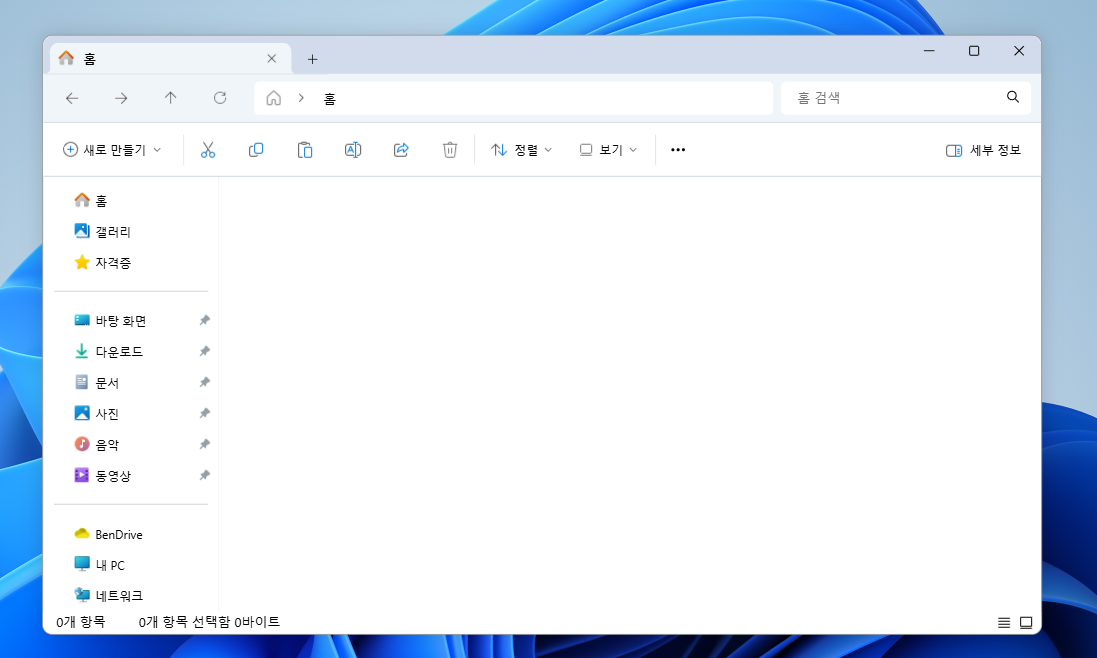 홈
홈
홈 검색
새로 만들기
정렬
보기
세부 정보
홈
갤러리
자격증
바탕 화면
다운로드
문서
사진
음악
동영상
BenDrive
내 PC
네트워크
0개 항목 0개 항목 선택함 0바이트